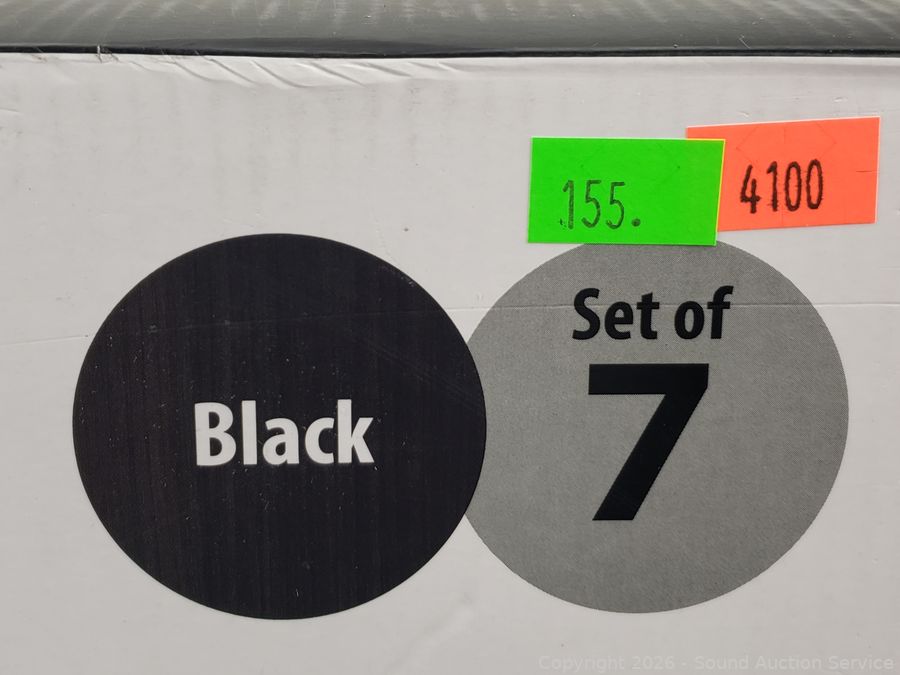 155.
4100
Set of
7
Black
Copyright 2026 - Sound Auction Service